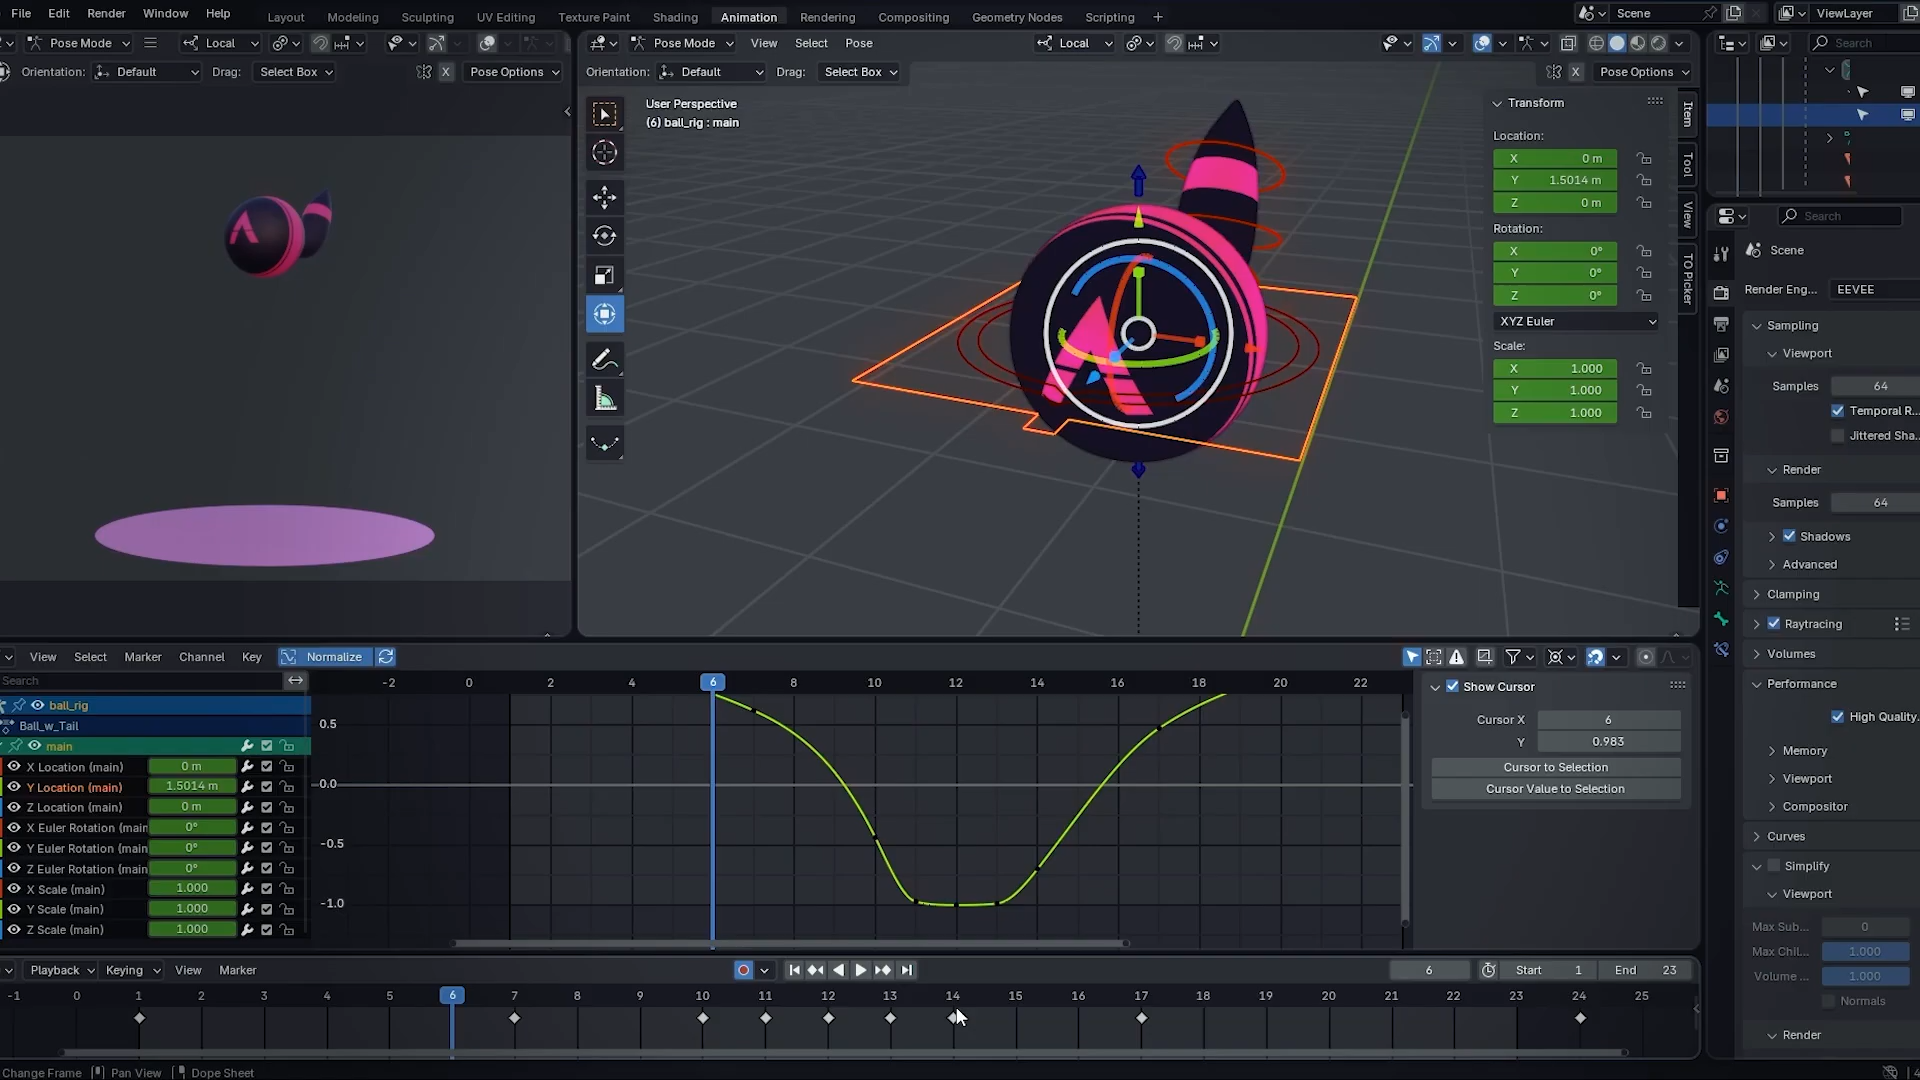 File Edit Render Window Help
Layout Modeling Sculpting UV Editing Texture Paint Shading Animation Rendering Compositing Geometry Nodes Scripting +
Scene ViewLayer
Pose Mode Local
Pose Mode View Select Pose Local
Search
Orientation: Default Drag: Select Box X Pose Options
Orientation: Default Drag: Select Box X Pose Options
User Perspective
(6) ball_rig : main
Transform
Location:
X 0 m
Y 1.5014 m
Z 0 m
Rotation:
X 0°
Y 0°
Z 0°
XYZ Euler
Scale:
X 1.000
Y 1.000
Z 1.000
Item
Tool
View
TO Picker
Search
Scene
Render Eng... EEVEE
Sampling
Viewport
Samples 64
Temporal R...
Jittered Sha...
Render
Samples 64
Shadows
Advanced
Clamping
Raytracing
Volumes
Performance
High Quality...
Memory
Viewport
Compositor
Curves
Simplify
Viewport
Max Sub... 0
Max Chil... 1.000
Volume ... 1.000
Normals
Render
View Select Marker Channel Key Normalize
Search
-2 0 2 4 6 8 10 12 14 16 18 20 22
ball_rig
Ball_w_Tail
main
X Location (main) 0 m
Y Location (main) 1.5014 m
Z Location (main) 0 m
X Euler Rotation (main 0°
Y Euler Rotation (main 0°
Z Euler Rotation (main 0°
X Scale (main) 1.000
Y Scale (main) 1.000
Z Scale (main) 1.000
0.5
0.0
-0.5
-1.0
Show Cursor
Cursor X 6
Y 0.983
Cursor to Selection
Cursor Value to Selection
Playback Keying View Marker
6 Start 1 End 23
-1 0 1 2 3 4 5 6 7 8 9 10 11 12 13 14 15 16 17 18 19 20 21 22 23 24 25
Change Frame Pan View Dope Sheet